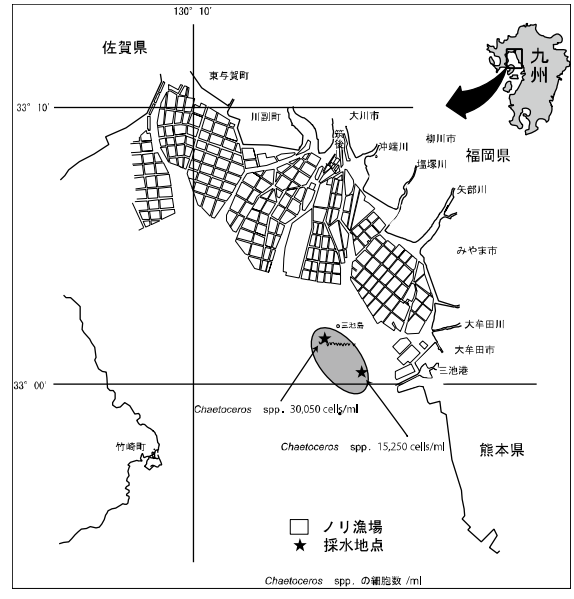 130° 10'
佐賀県
東与賀町
九州
33° 10'
川副町
大川市
筑後川
沖端川
柳川市
福岡県
塩塚川
矢部川
みやま市
三池島
大牟田川
大牟田市
三池港
33° 00'
Chaetoceros spp. 30,050 cells/ml
Chaetoceros spp. 15,250 cells/ml
竹崎町
熊本県
ノリ漁場
採水地点
Chaetoceros spp. の細胞数 /ml